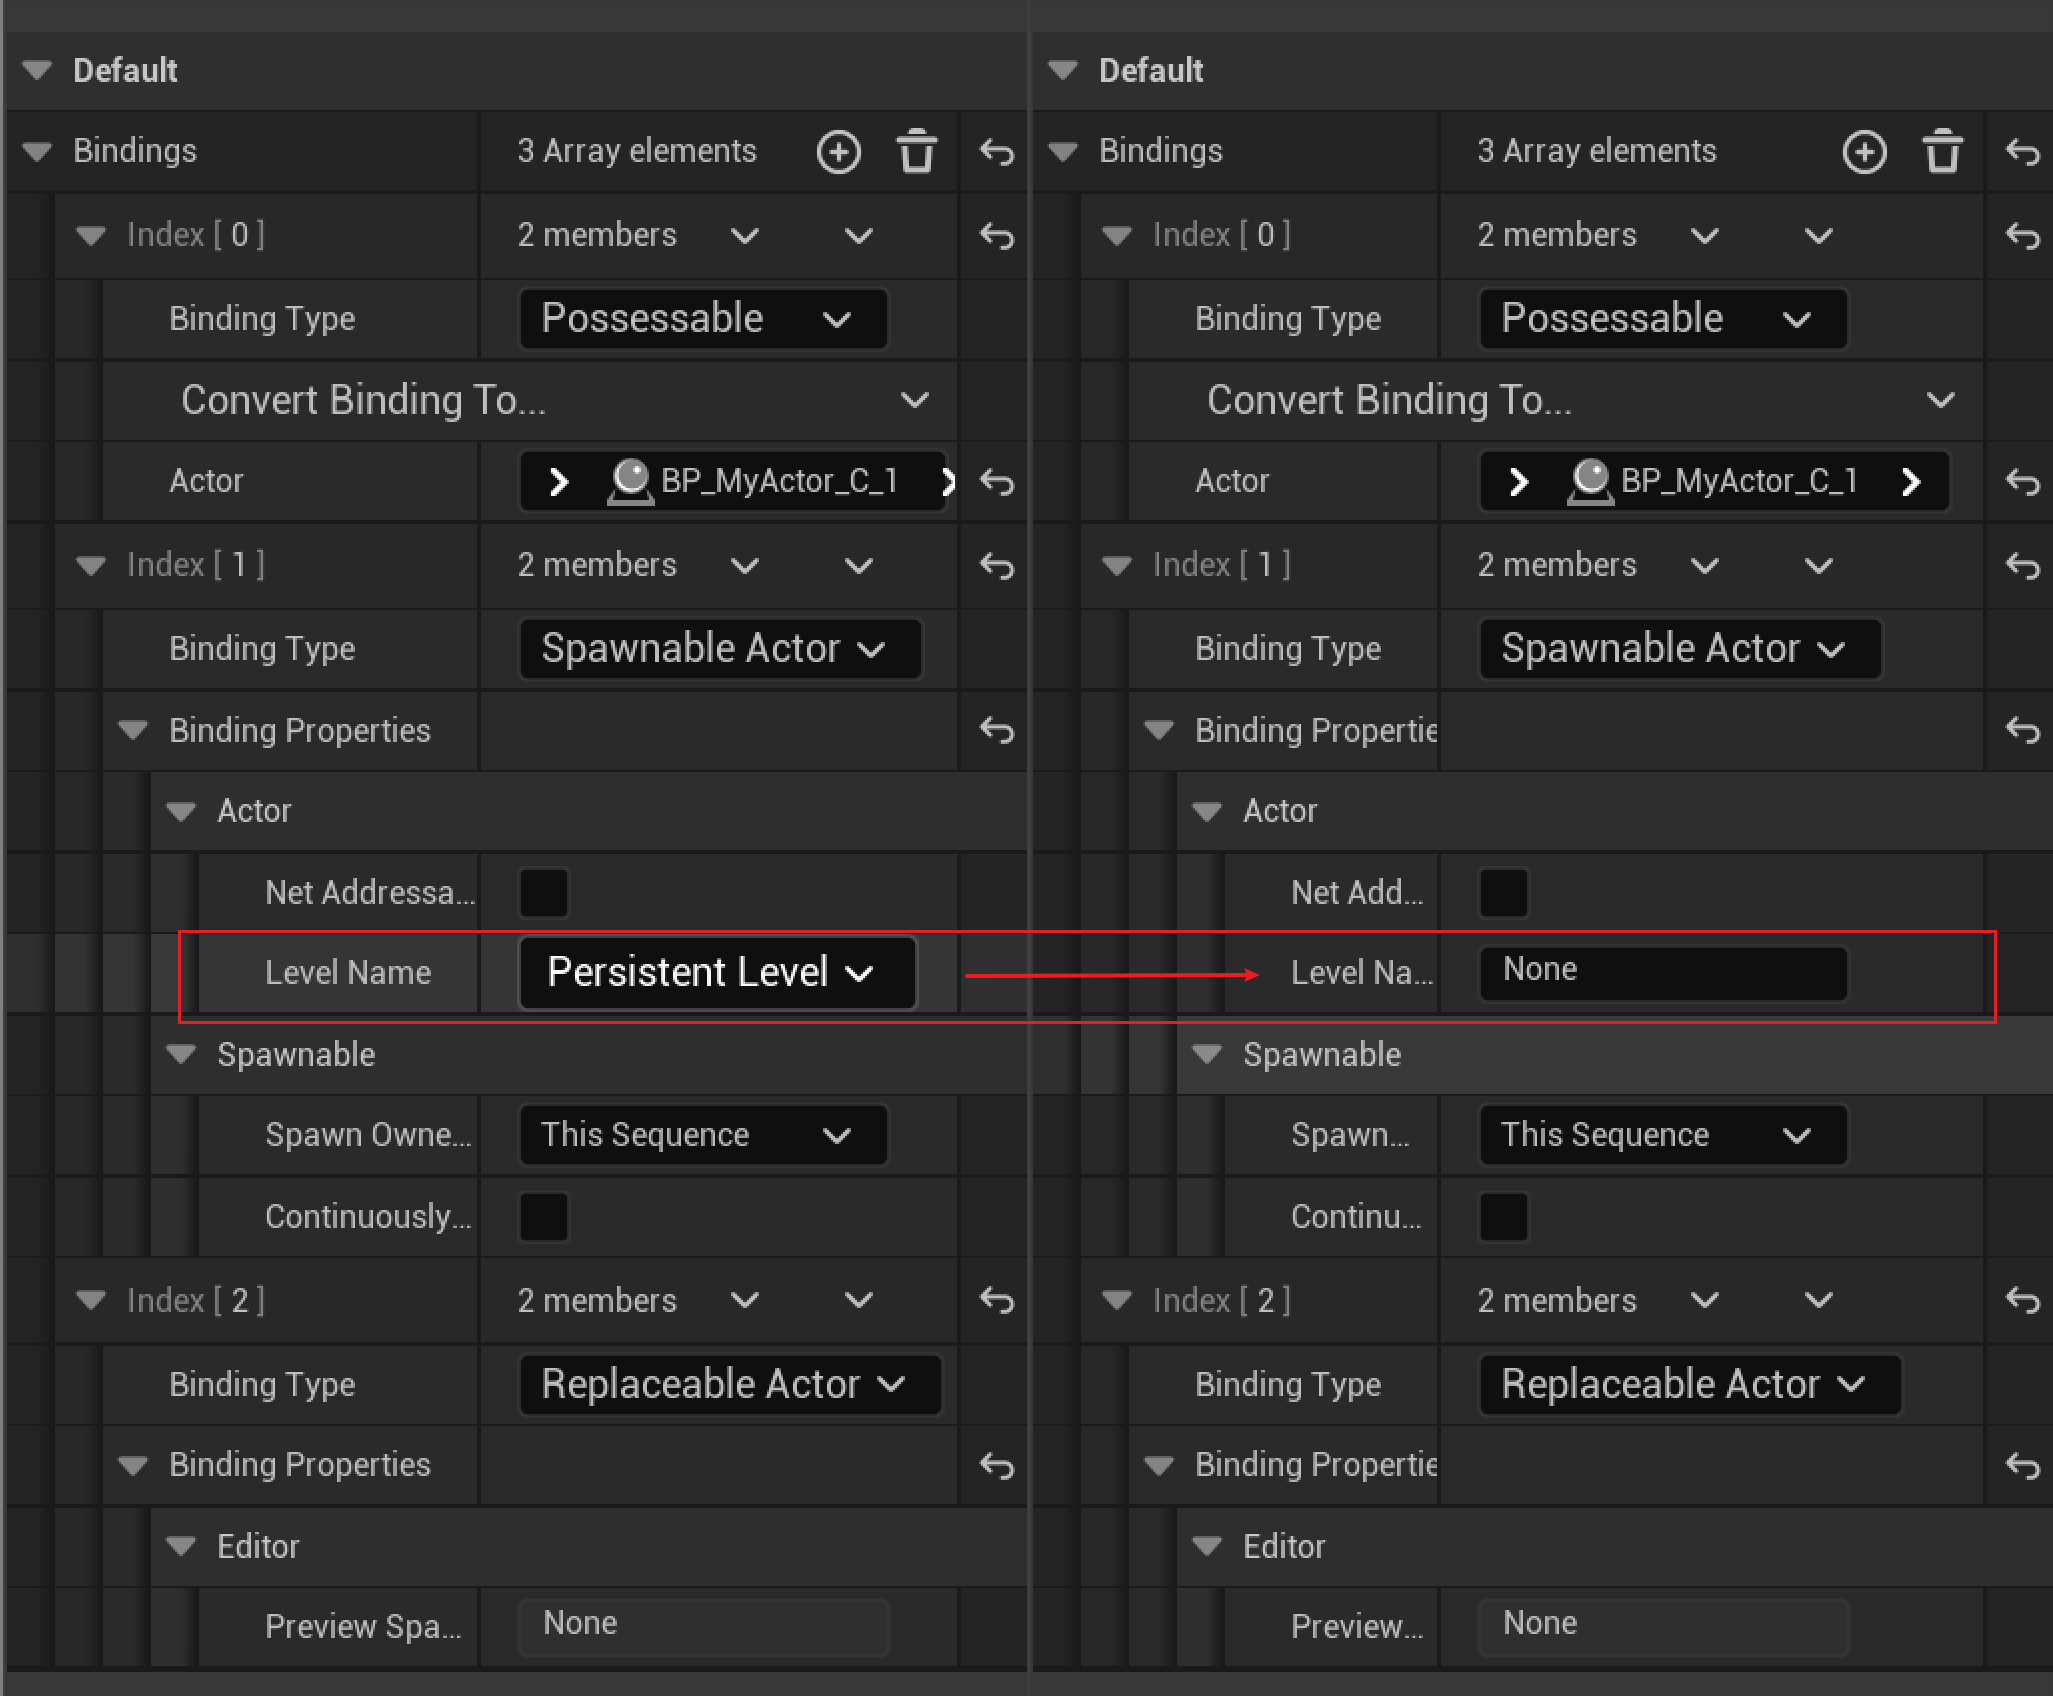 Default
Bindings 3 Array elements
Index [ 0 ] 2 members
Binding Type Possessable
Convert Binding To...
Actor BP_MyActor_C_1
Index [ 1 ] 2 members
Binding Type Spawnable Actor
Binding Properties
Actor
Net Addressa...
Level Name Persistent Level
Spawnable
Spawn Owne... This Sequence
Continuously...
Index [ 2 ] 2 members
Binding Type Replaceable Actor
Binding Properties
Editor
Preview Spa... None
Default
Bindings 3 Array elements
Index [ 0 ] 2 members
Binding Type Possessable
Convert Binding To...
Actor BP_MyActor_C_1
Index [ 1 ] 2 members
Binding Type Spawnable Actor
Binding Propertie
Actor
Net Add...
Level Na... None
Spawnable
Spawn... This Sequence
Continu...
Index [ 2 ] 2 members
Binding Type Replaceable Actor
Binding Propertie
Editor
Preview... None